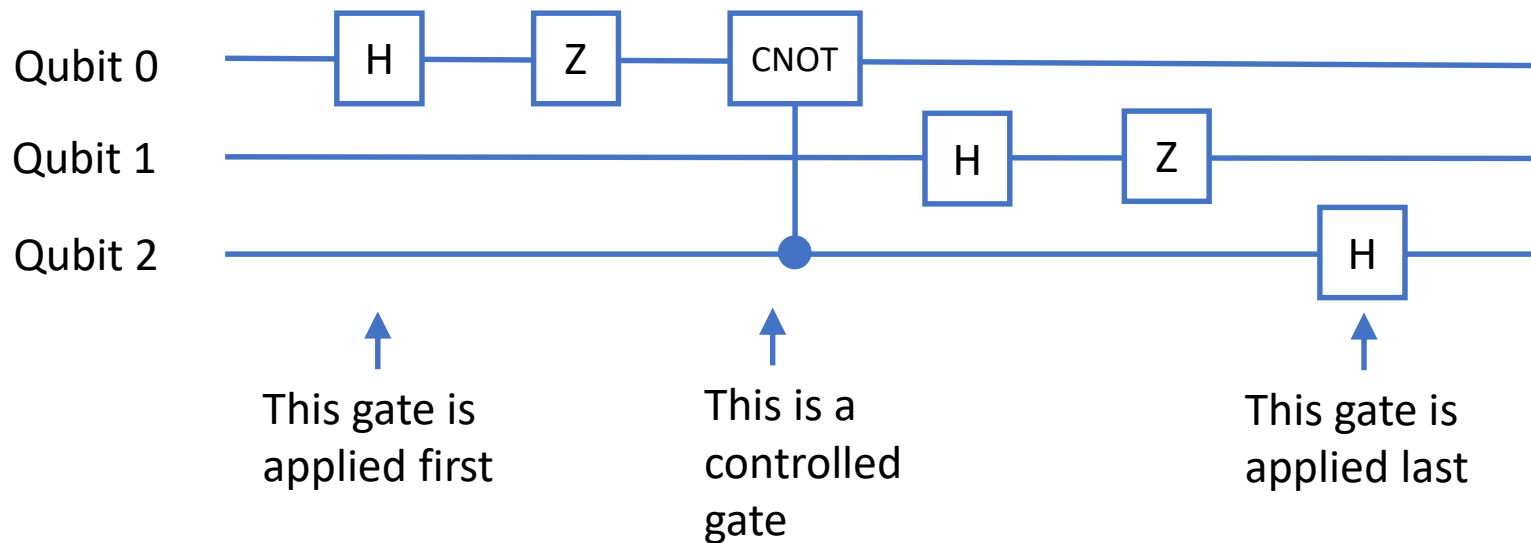 Qubit 0 H Z CNOT
Qubit 1 H Z
Qubit 2 H
This gate is
applied first
This is a
controlled
gate
This gate is
applied last